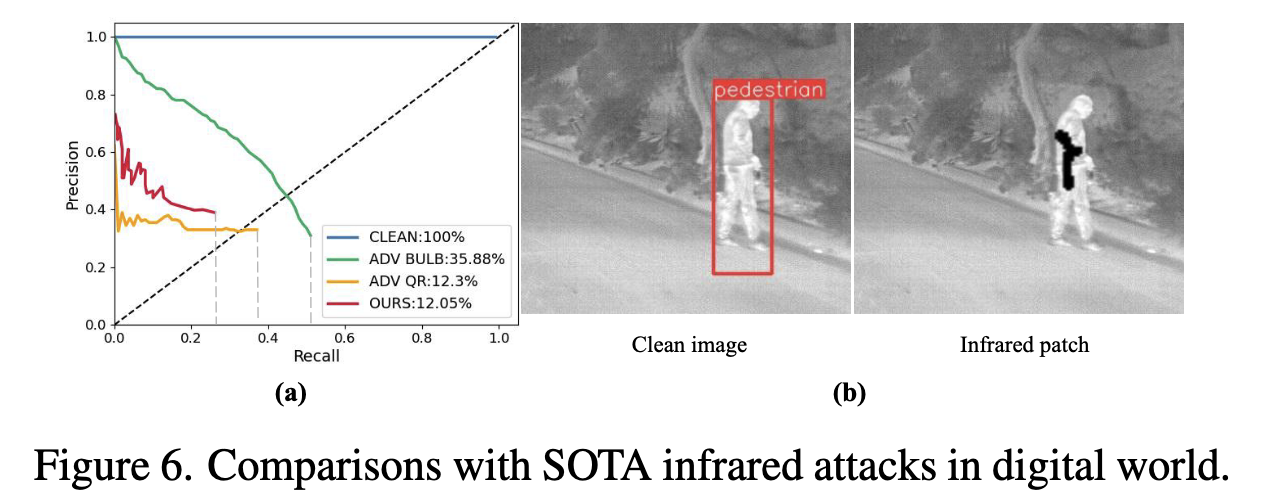 1.0
0.8
0.6
0.4
0.2
0.0
Precision
0.0 0.2 0.4 0.6 0.8 1.0
Recall
CLEAN:100%
ADV BULB:35.88%
ADV QR:12.3%
OURS:12.05%
(a)
pedestrian
Clean image
Infrared patch
(b)
Figure 6. Comparisons with SOTA infrared attacks in digital world.